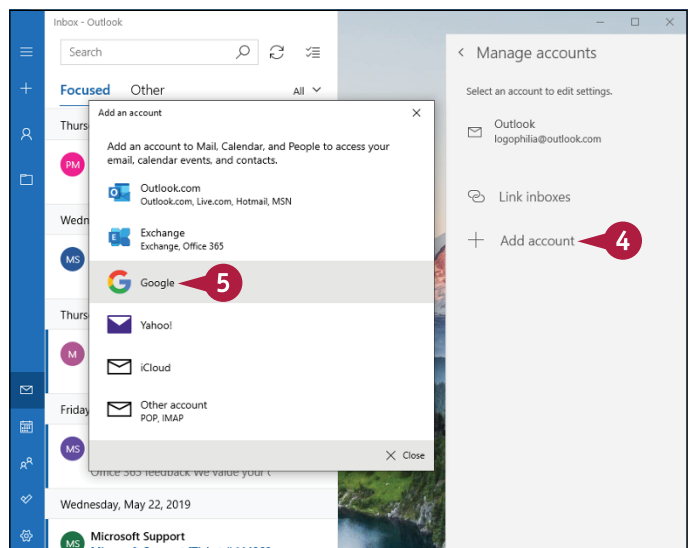 Inbox - Outlook
Search
Focused Other All
Thurs
PM
Wedn
MS
Thurs
M
Friday
MS
Office 365 feedback We value your
Wednesday, May 22, 2019
Microsoft Support
MS
Add an account
Add an account to Mail, Calendar, and People to access your
email, calendar events, and contacts.
Outlook.com
Outlook.com, Live.com, Hotmail, MSN
Exchange
Exchange, Office 365
Google
5
Yahoo!
iCloud
Other account
POP, IMAP
Close
Manage accounts
Select an account to edit settings.
Outlook
logophilia@outlook.com
Link inboxes
Add account
4